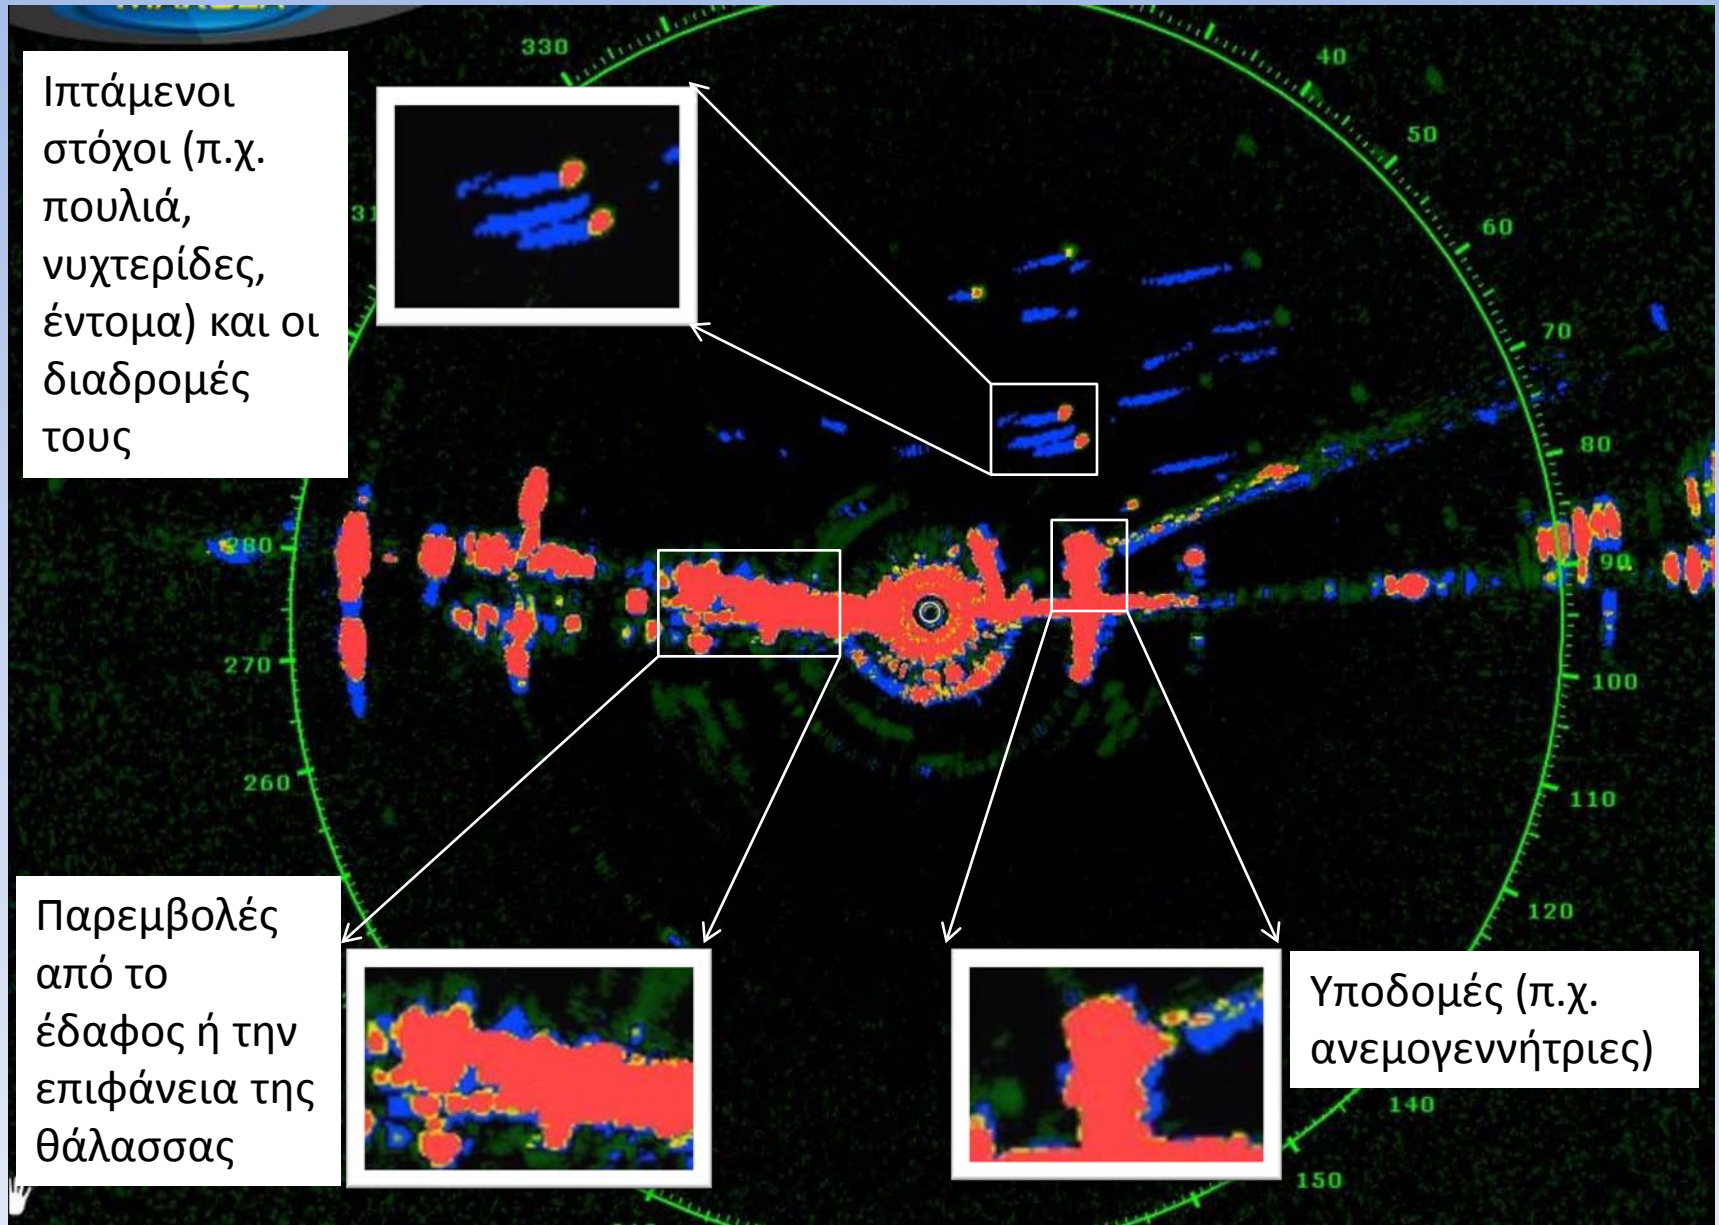 330
40
50
60
70
80
90
100
110
120
140
150
260
270
280
Ιπτάμενοι
στόχοι (π.χ.
πουλιά,
νυχτερίδες,
έντομα) και οι
διαδρομές
τους
Παρεμβολές
από το
έδαφος ή την
επιφάνεια της
θάλασσας
Υποδομές (π.χ.
ανεμογεννήτριες)